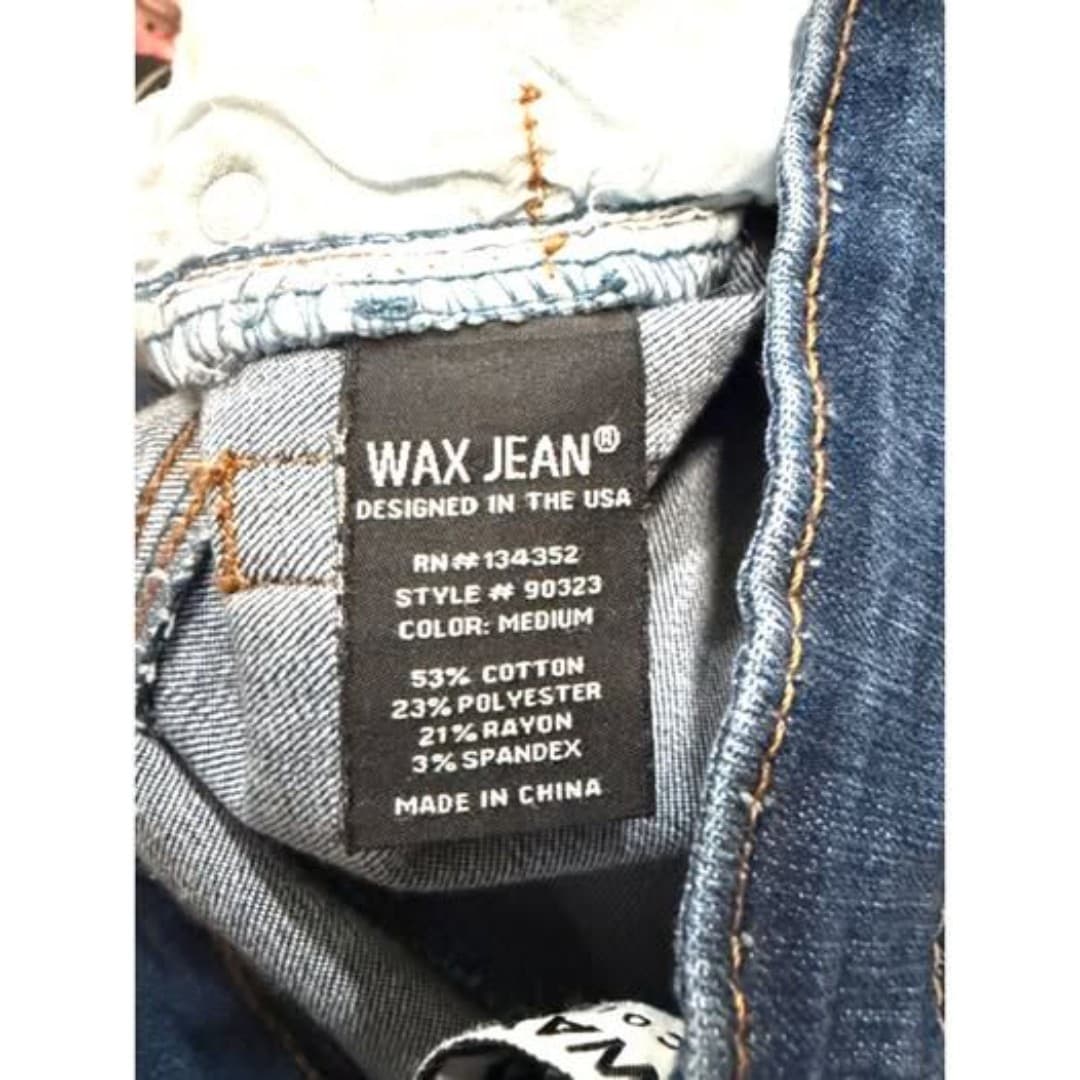 WAX JEAN®
DESIGNED IN THE USA
RN#134352
STYLE # 90323
COLOR: MEDIUM
53% COTTON
23% POLYESTER
21% RAYON
3% SPANDEX
MADE IN CHINA